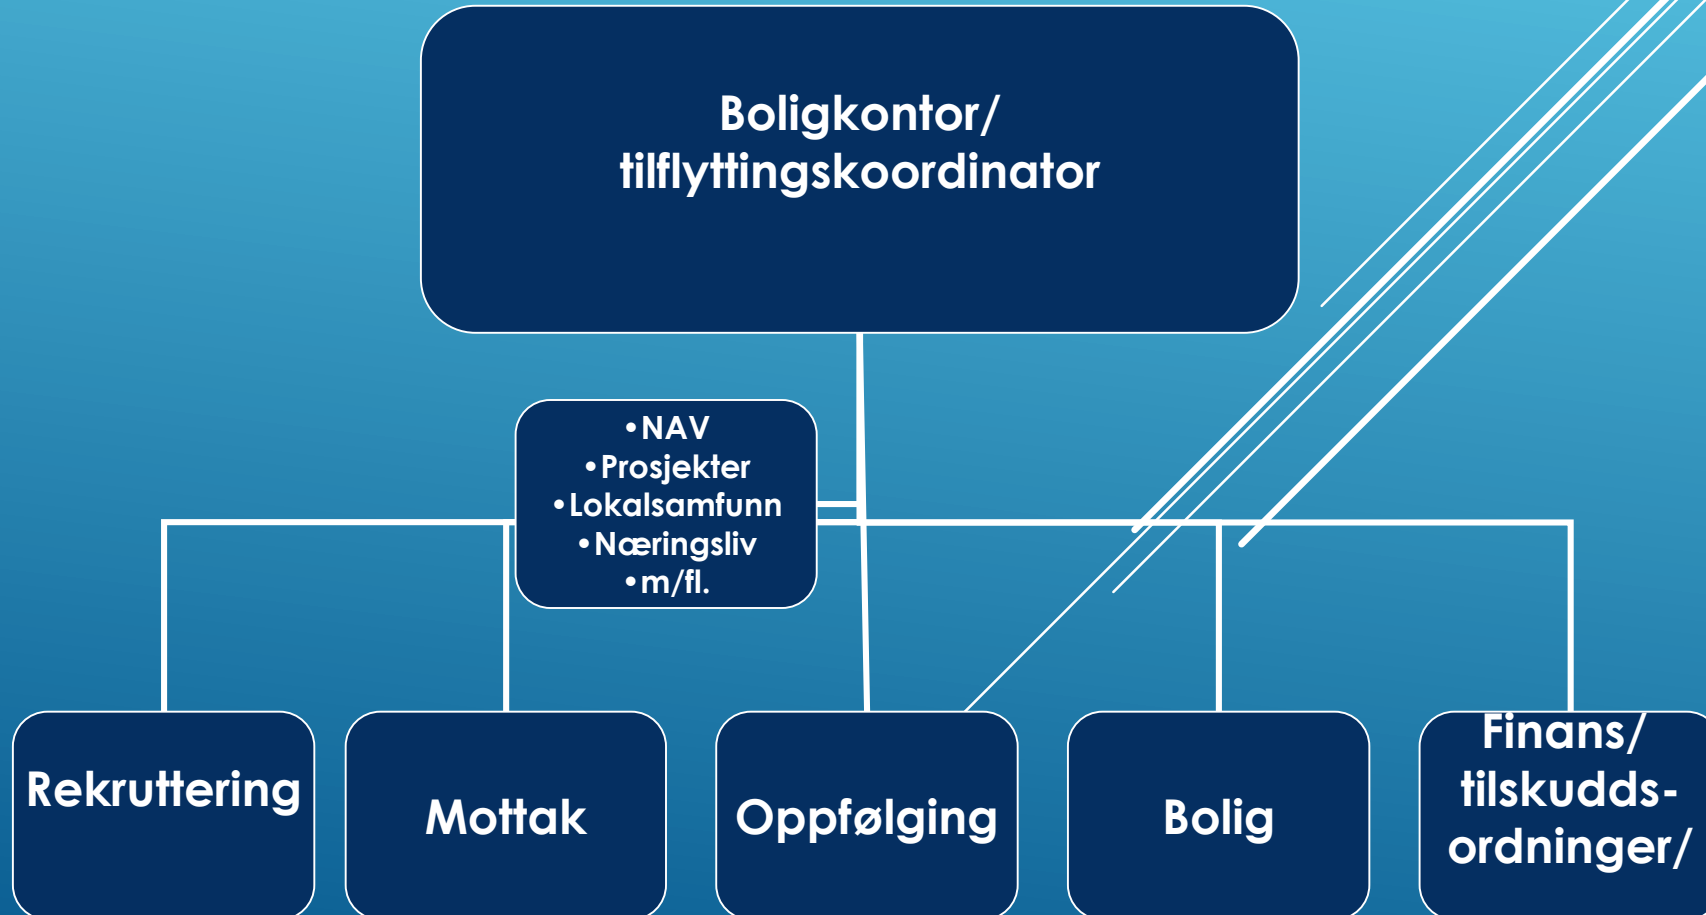 Boligkontor/
tilflyttingskoordinator
•NAV
•Prosjekter
•Lokalsamfunn
•Næringsliv
•m/fl.
Rekruttering
Mottak
Oppfølging
Bolig
Finans/
tilskudds-
ordninger/